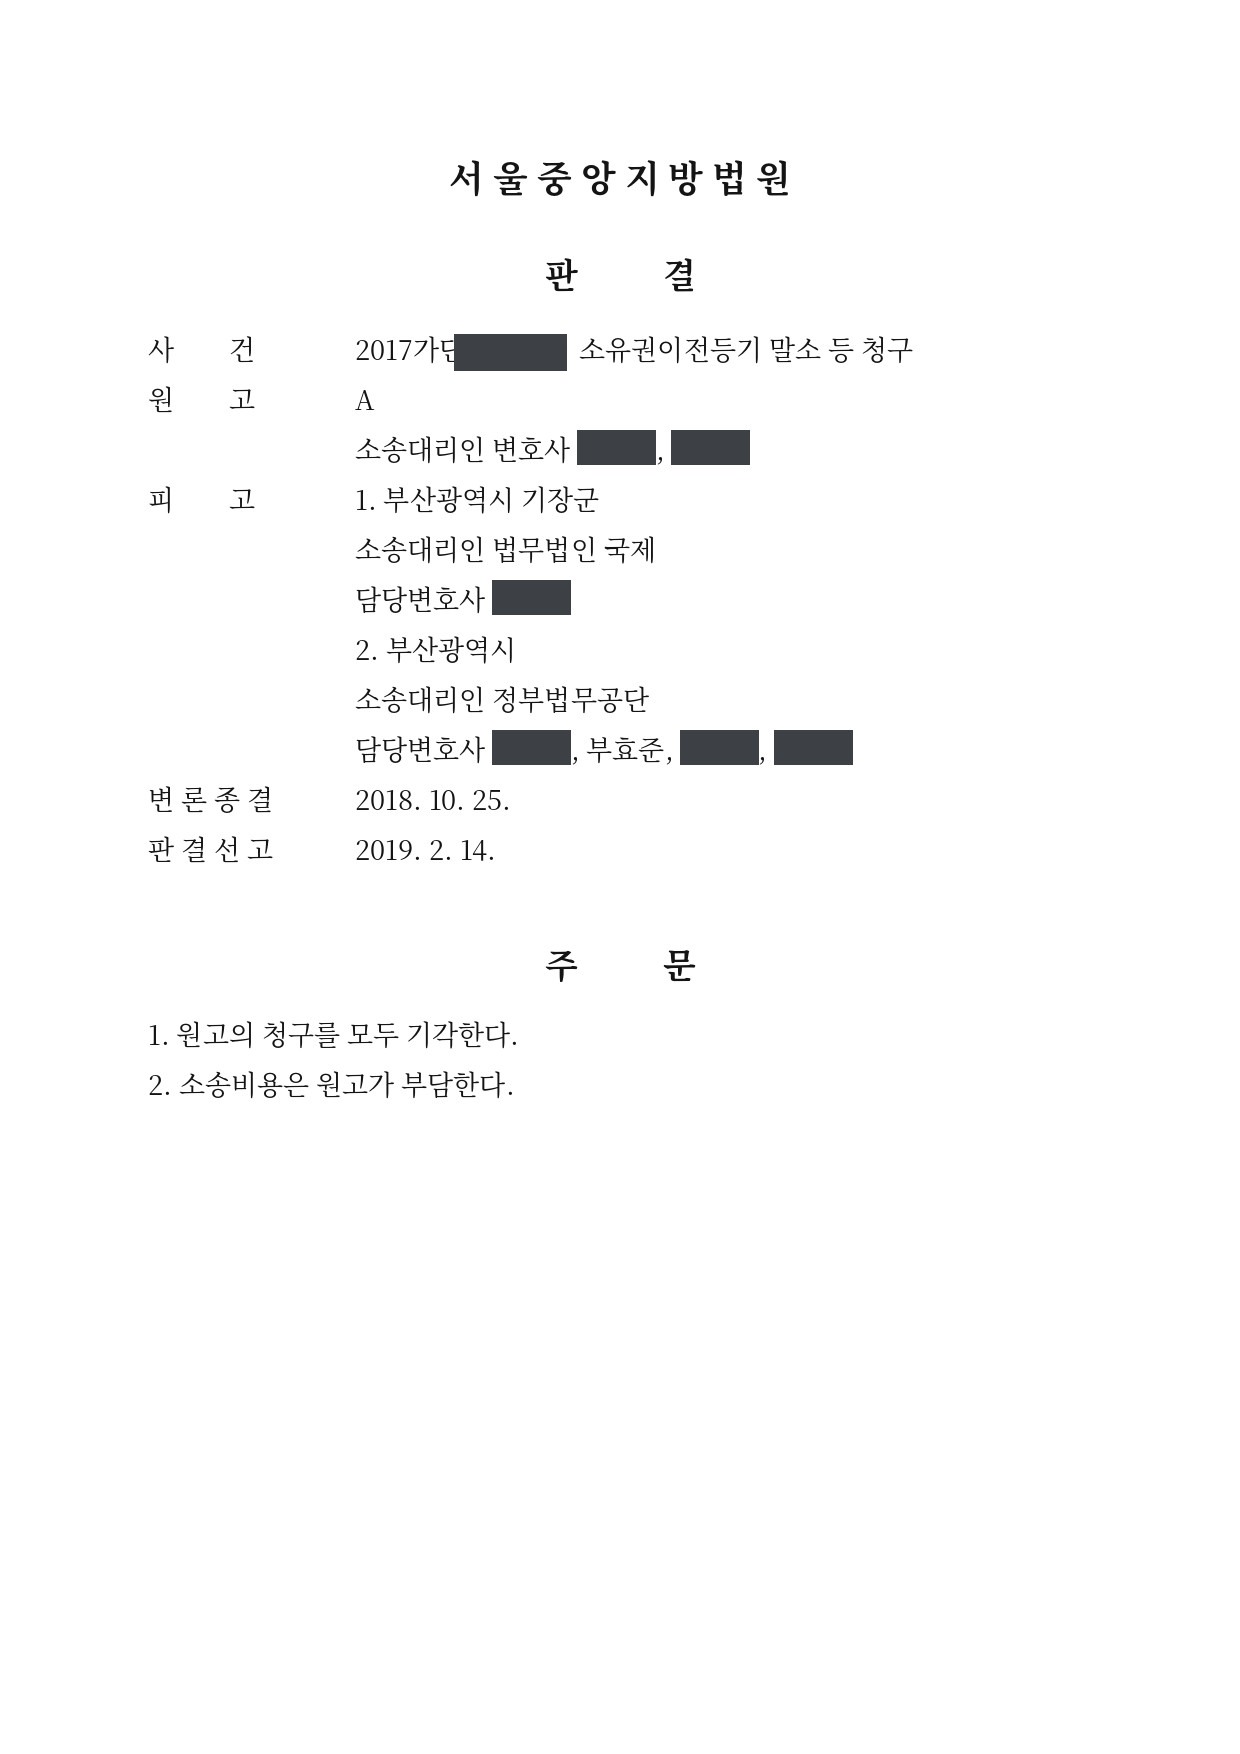 서울중앙지방법원
판 결
사 건 2017가단 소유권이전등기 말소 등 청구
원 고 A
소송대리인 변호사 ,
피 고 1. 부산광역시 기장군
소송대리인 법무법인 국제
담당변호사
2. 부산광역시
소송대리인 정부법무공단
담당변호사 , 부효준, ,
변론종결 2018. 10. 25.
판결선고 2019. 2. 14.
주 문
1. 원고의 청구를 모두 기각한다.
2. 소송비용은 원고가 부담한다.